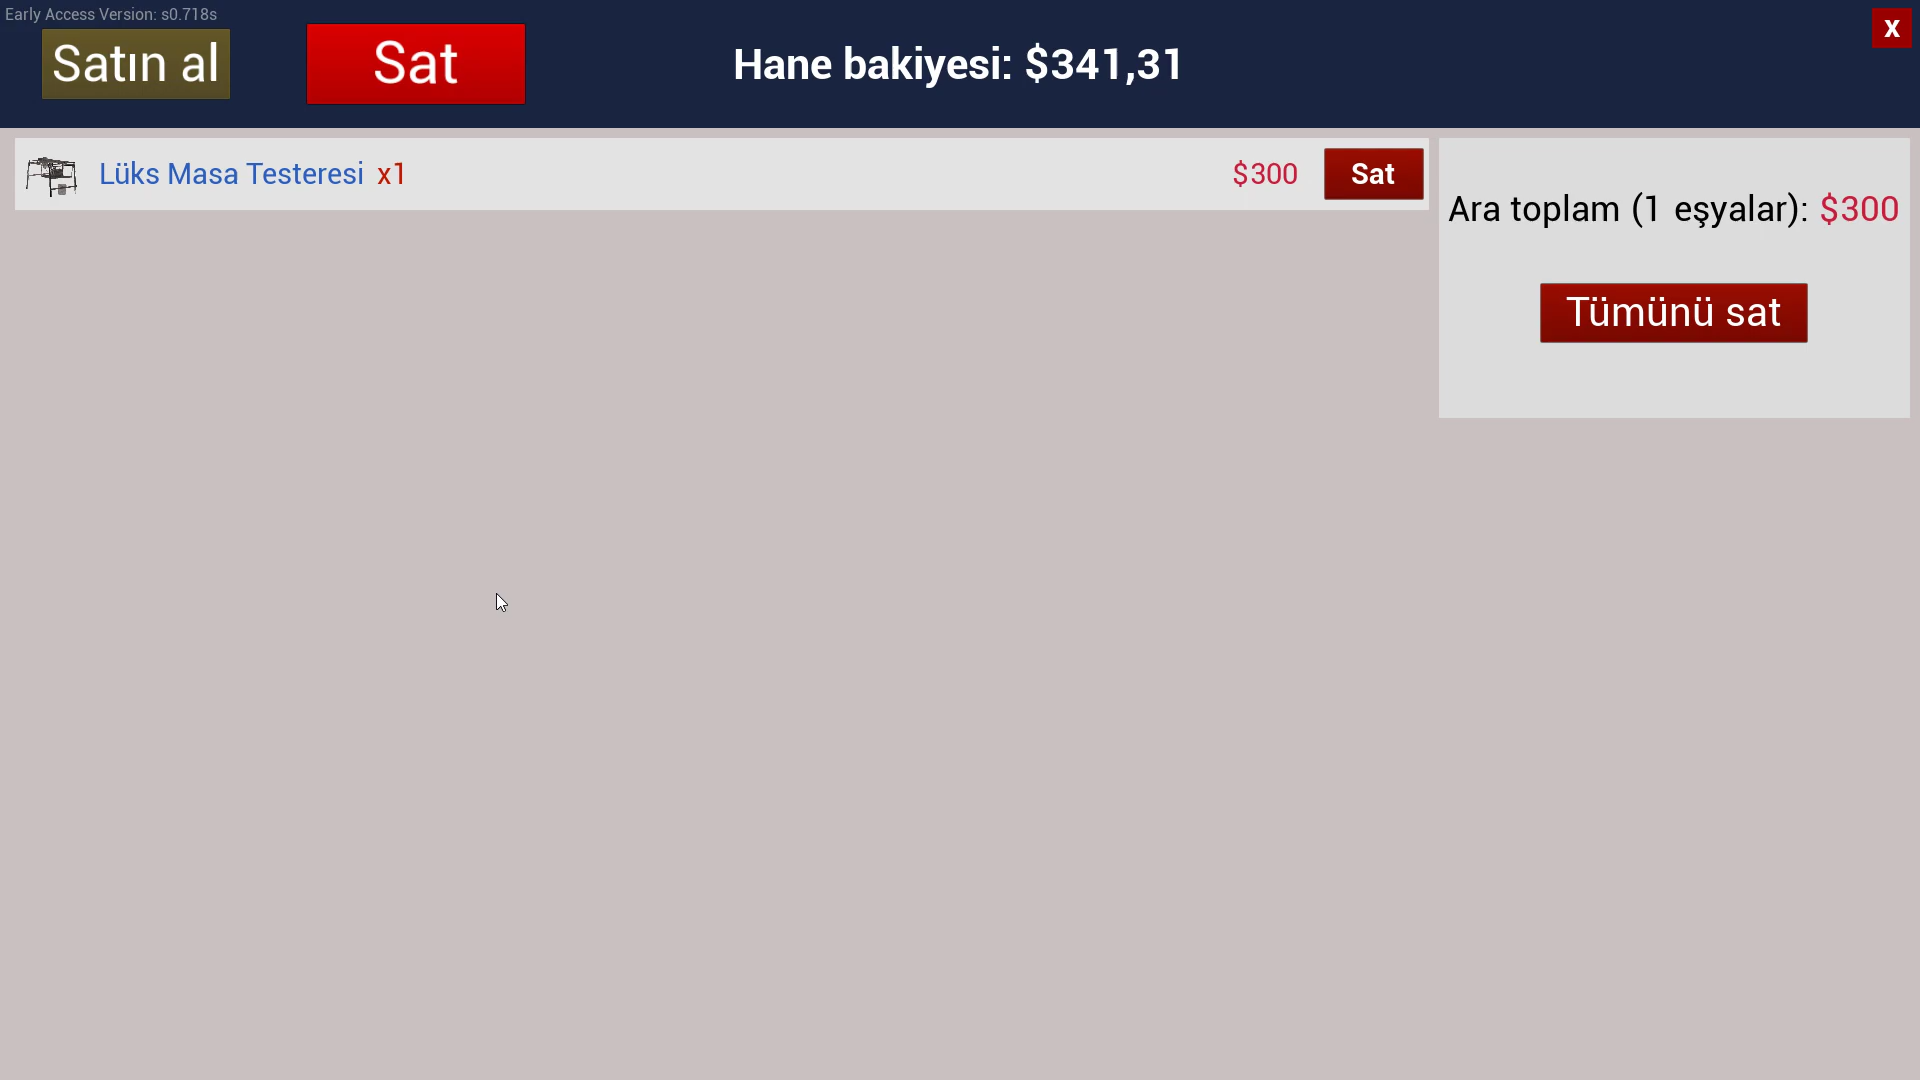 Early Access Version: s0.718s
Satın al
Sat
Hane bakiyesi: $341,31
X
Lüks Masa Testeresi x1
$300
Sat
Ara toplam (1 eşyalar): $300
Tümünü sat